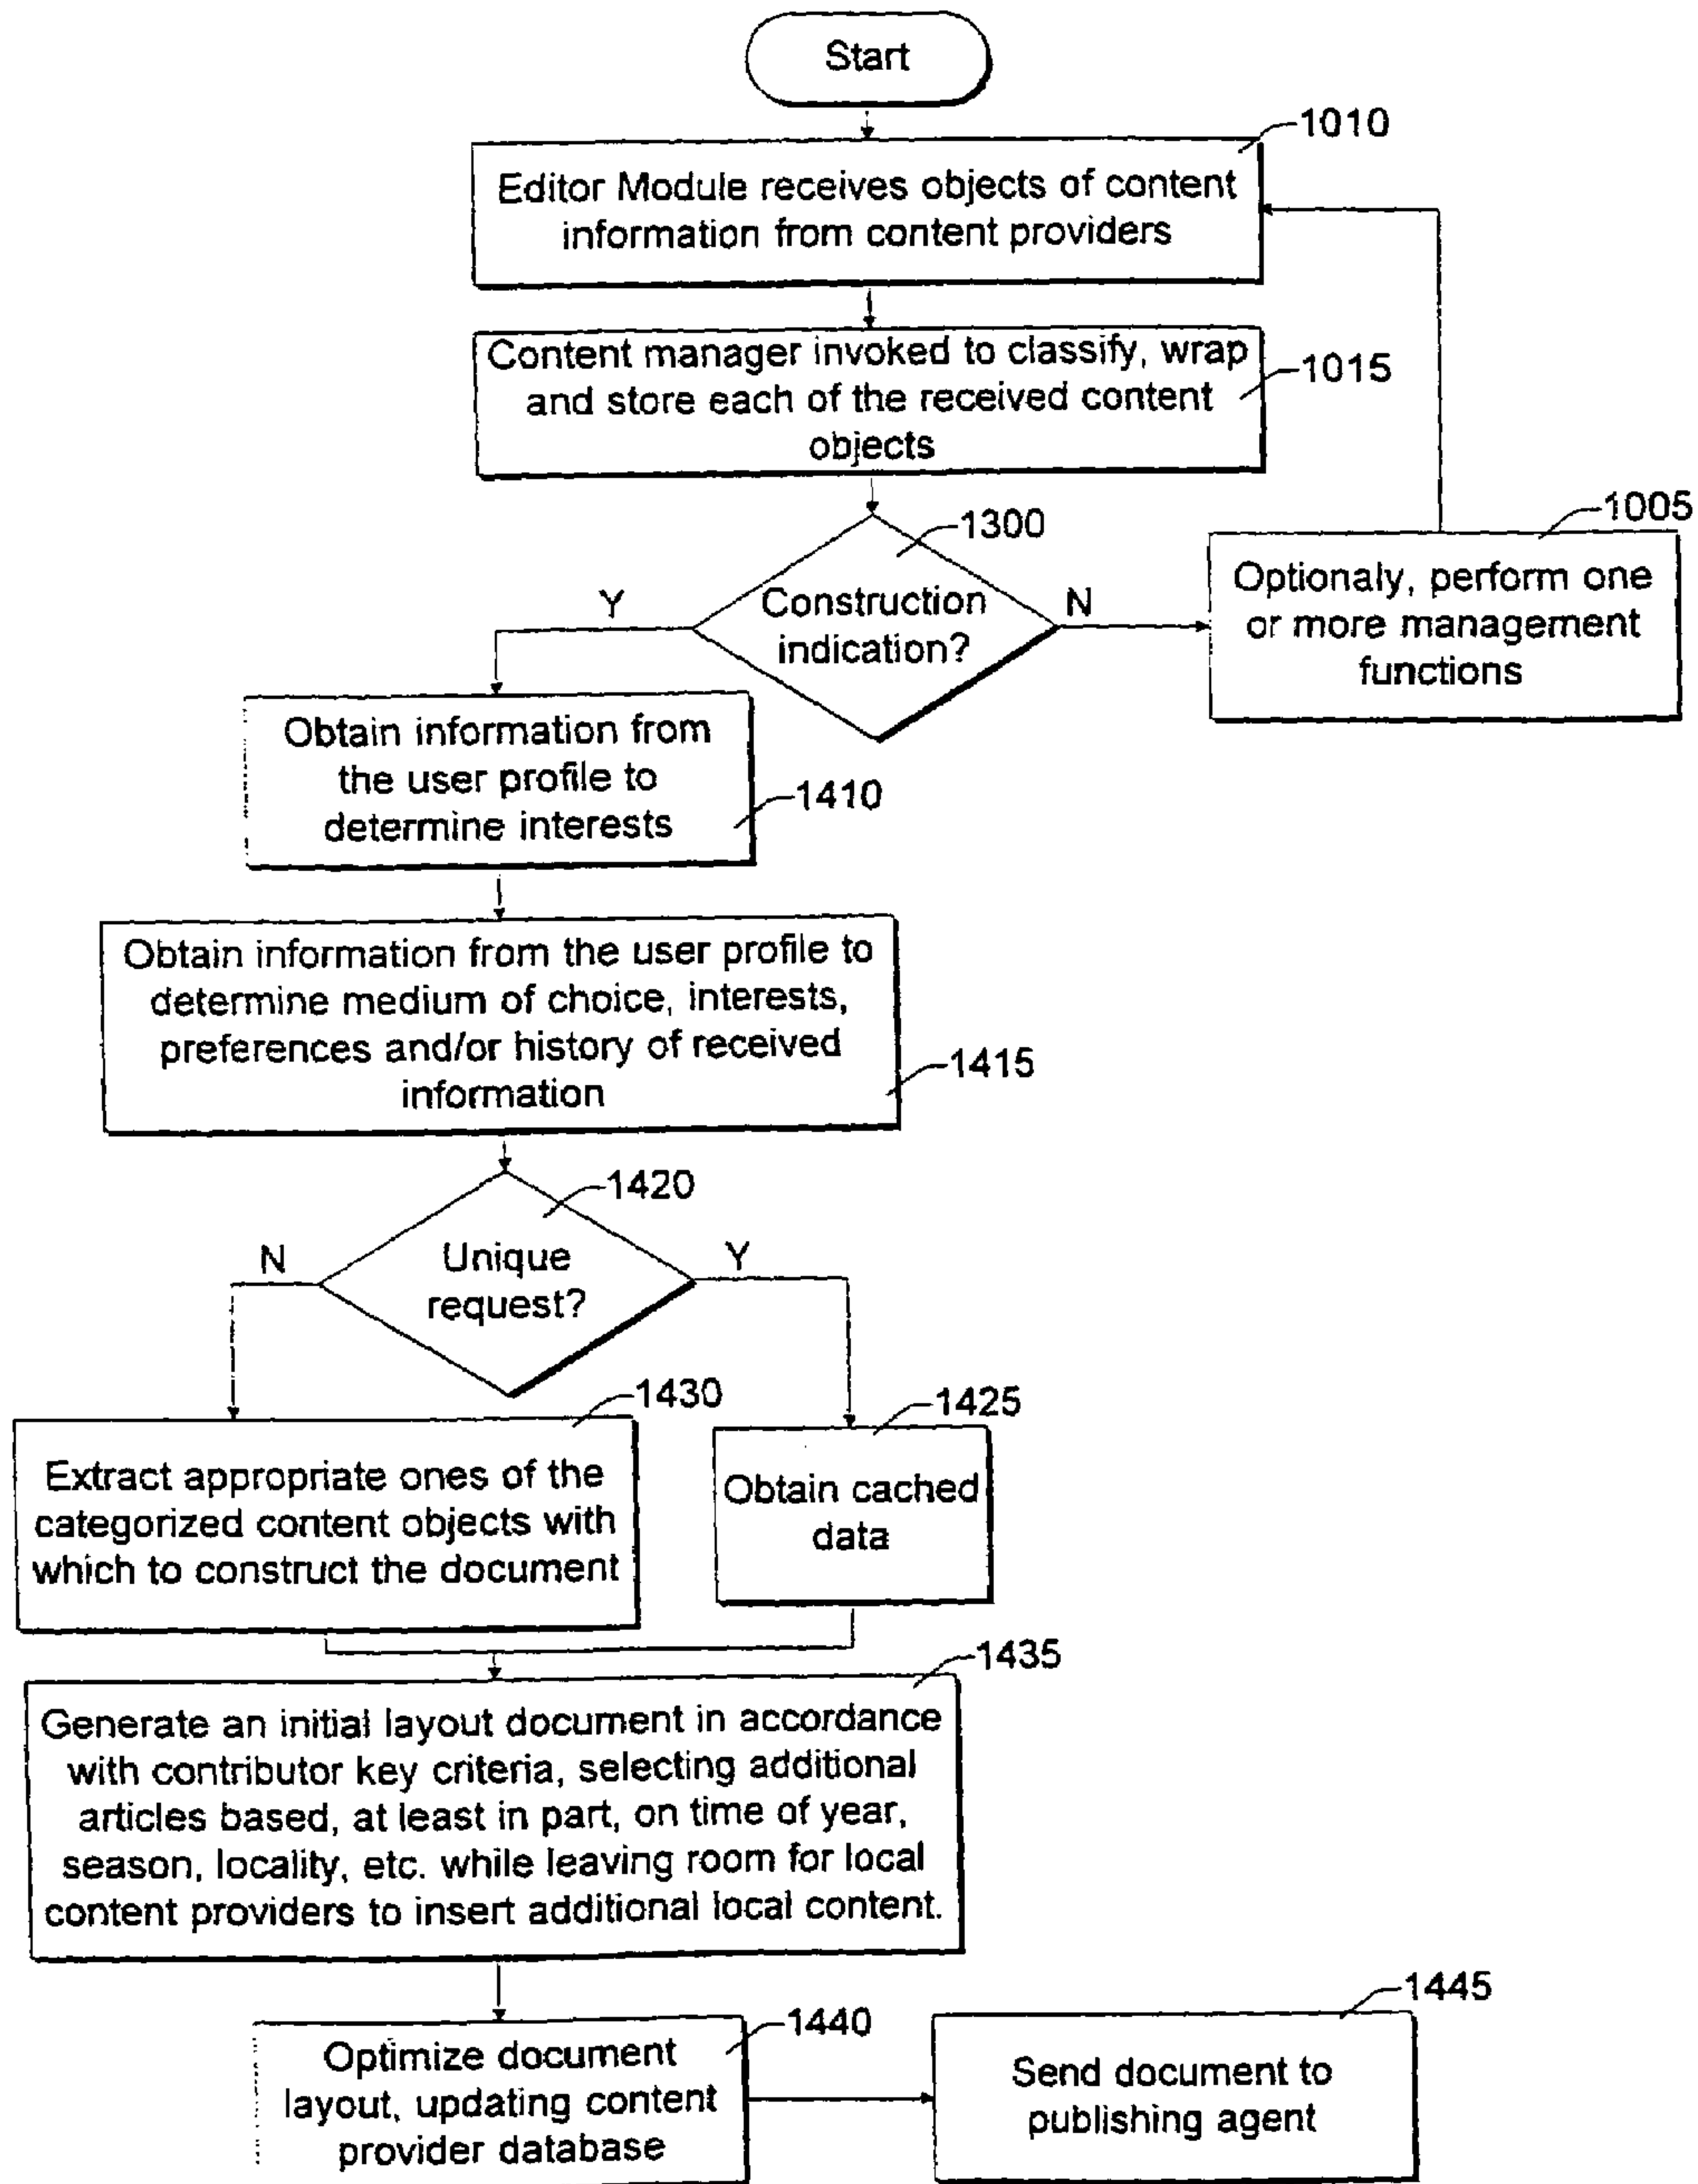 Start
1010
Editor Module receives objects of content
information from content providers
Content manager invoked to classify, wrap
and store each of the received content
objects
1015
1300
Construction
indication?
Y
N
1005
Optionaly, perform one
or more management
functions
Obtain information from
the user profile to
determine interests
1410
Obtain information from the user profile to
determine medium of choice, interests,
preferences and/or history of received
information
1415
1420
Unique
request?
N
Y
1430
Extract appropriate ones of the
categorized content objects with
which to construct the document
1425
Obtain cached
data
1435
Generate an initial layout document in accordance
with contributor key criteria, selecting additional
articles based, at least in part, on time of year,
season, locality, etc. while leaving room for local
content providers to insert additional local content.
1440
Optimize document
layout, updating content
provider database
1445
Send document to
publishing agent